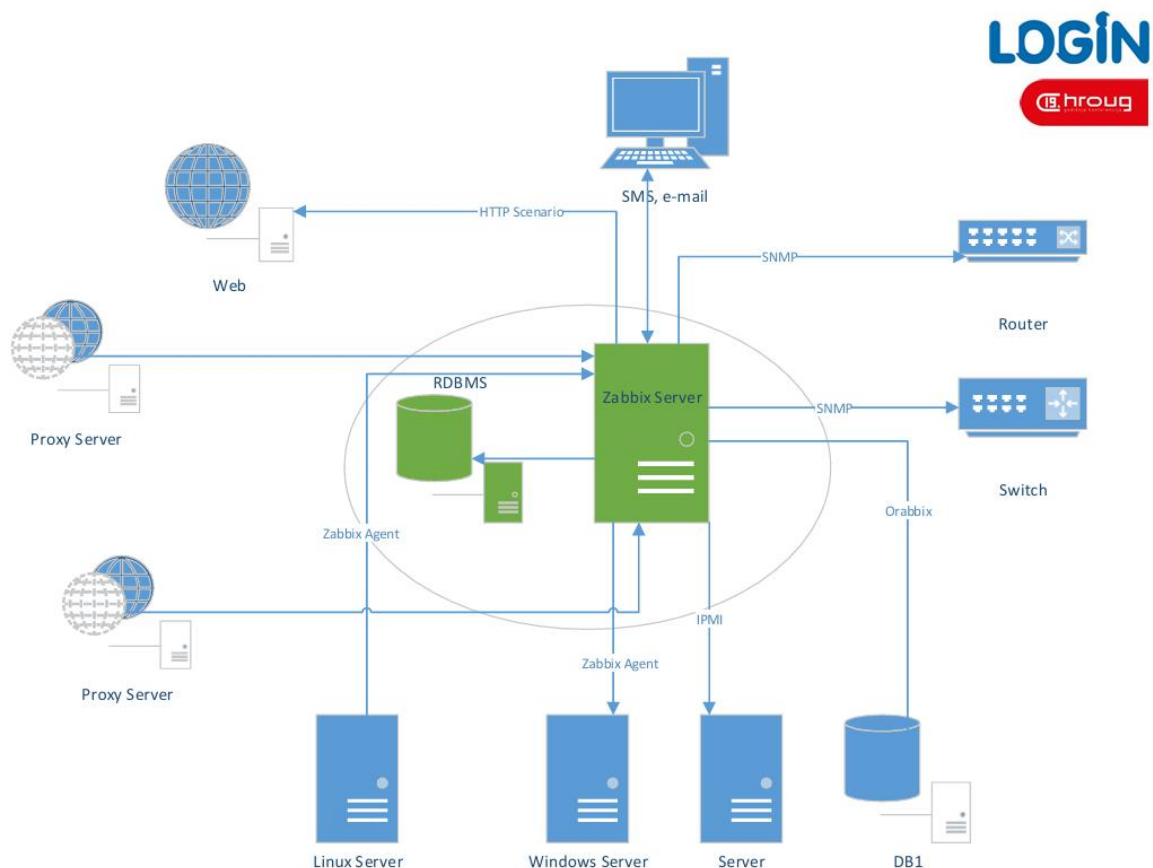 LOGiN
19. hroug
SMS, e-mail
HTTP Scenario
SNMP
Web
Router
RDBMS
Zabbix Server
SNMP
Proxy Server
Switch
Orabbix
Zabbix Agent
IPMI
Zabbix Agent
Proxy Server
Linux Server
Windows Server
Server
DB1